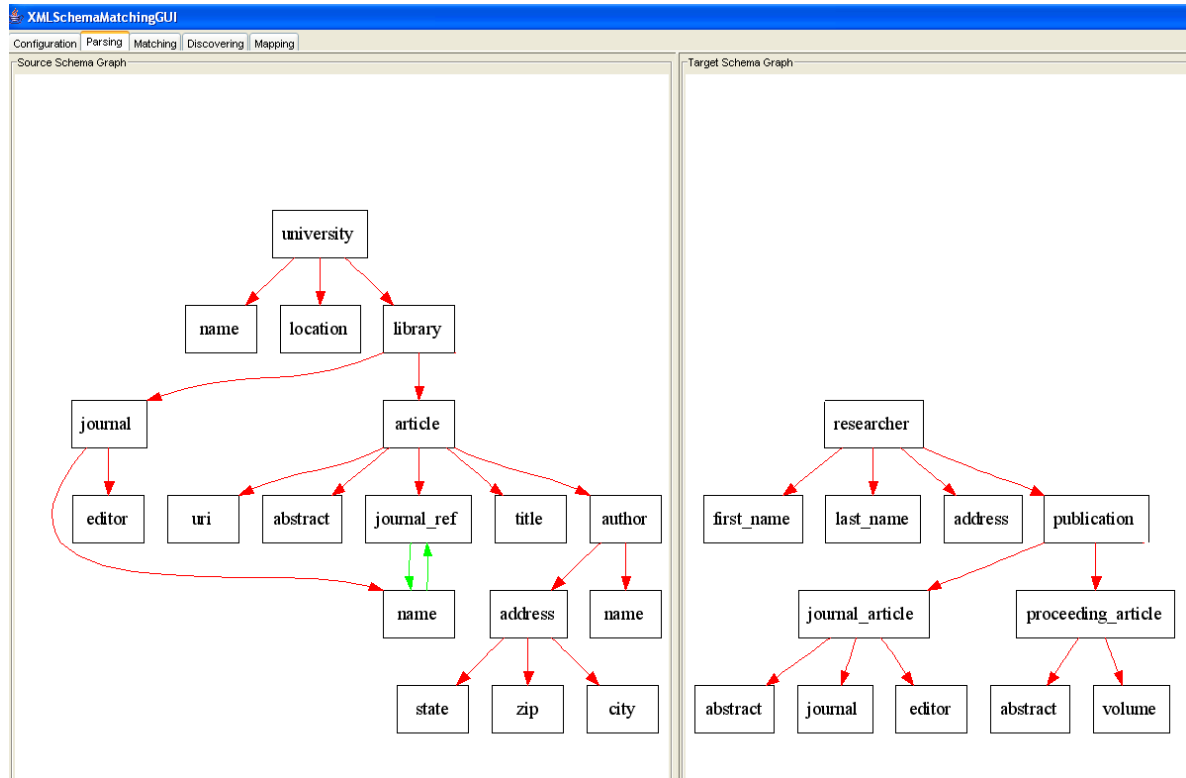 XMLSchemaMatchingGUI
Configuration Parsing Matching Discovering Mapping
Source Schema Graph
university
name location library
journal article
editor uri abstract journal_ref title author
name address name
state zip city
Target Schema Graph
researcher
first_name last_name address publication
journal_article proceeding_article
abstract journal editor abstract volume